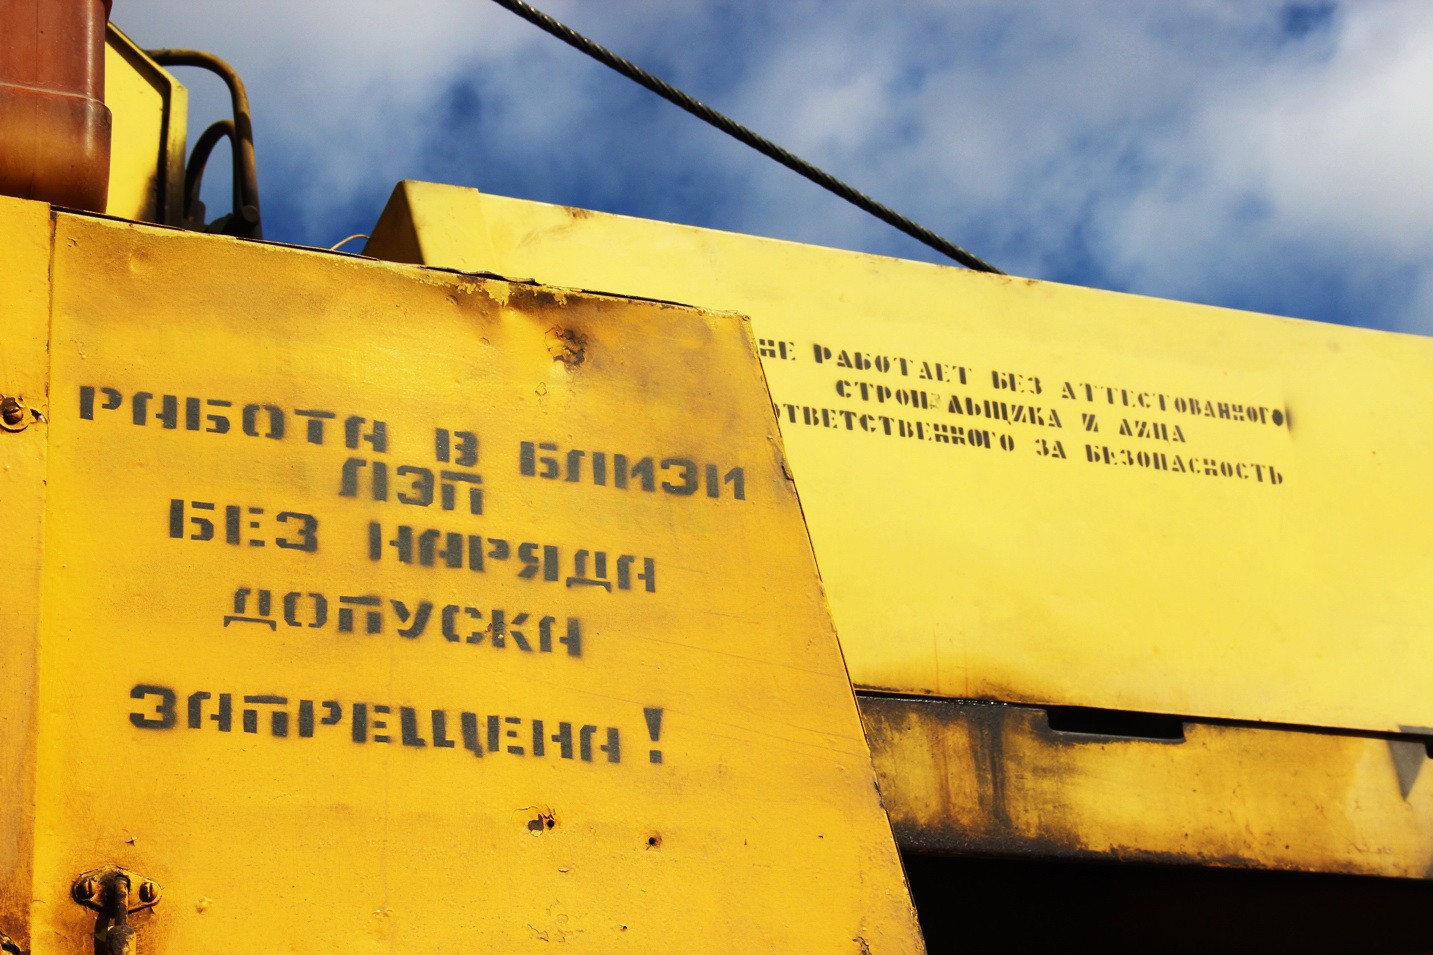 РАБОТА В БЛИЗИ
ЛЭП
БЕЗ НАРЯДА
ДОПУСКА
ЗАПРЕЩЕНА!
НЕ РАБОТАЕТ БЕЗ АТТЕСТОВАННОГО
СТРОПАЛЬЩИКА И ЛИЦА
ОТВЕТСТВЕННОГО ЗА БЕЗОПАСНОСТЬ